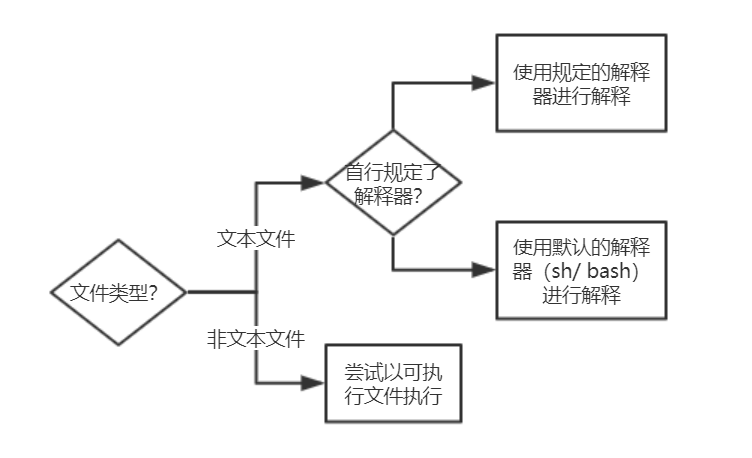 使用规定的解释
器进行解释
首行规定了
解释器？
文本文件
使用默认的解释
器（sh/ bash）
进行解释
文件类型？
非文本文件
尝试以可执
行文件执行